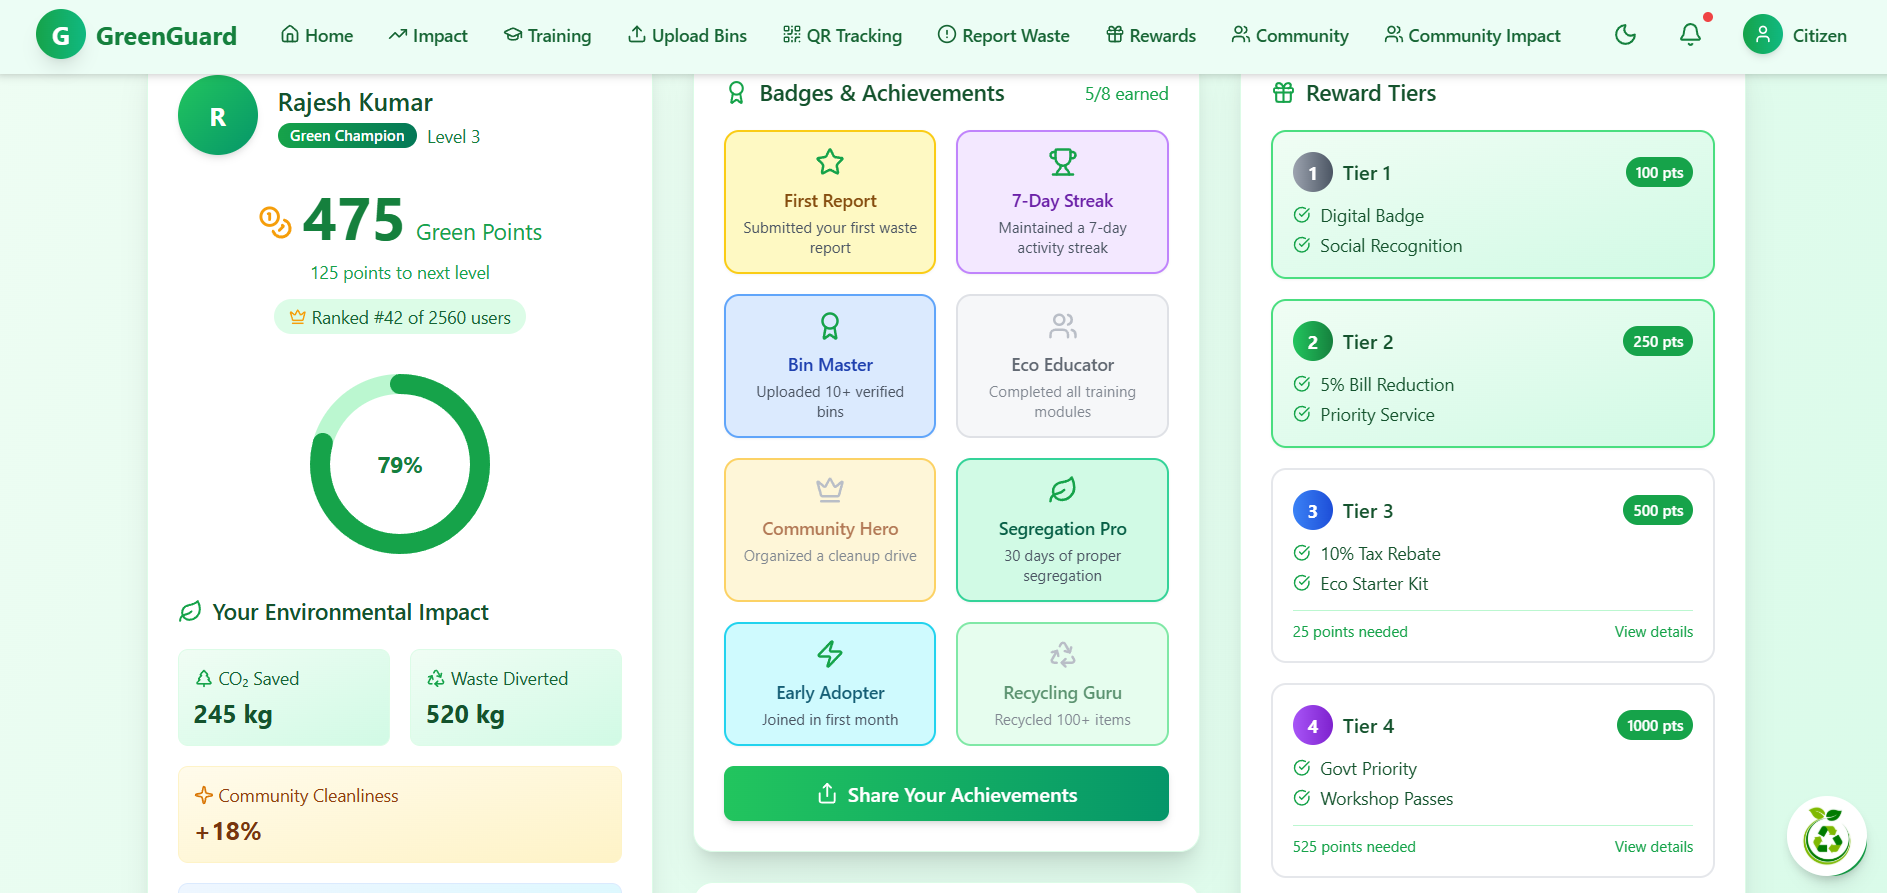 G GreenGuard Home Impact Training Upload Bins QR Tracking Report Waste Rewards Community Community Impact Citizen
R
Rajesh Kumar
Green Champion Level 3
475 Green Points
125 points to next level
Ranked #42 of 2560 users
79%
Your Environmental Impact
CO₂ Saved
245 kg
Waste Diverted
520 kg
Community Cleanliness
+18%
Badges & Achievements 5/8 earned
First Report
Submitted your first waste
report
7-Day Streak
Maintained a 7-day
activity streak
Bin Master
Uploaded 10+ verified
bins
Eco Educator
Completed all training
modules
Community Hero
Organized a cleanup drive
Segregation Pro
30 days of proper
segregation
Early Adopter
Joined in first month
Recycling Guru
Recycled 100+ items
Share Your Achievements
Reward Tiers
1 Tier 1 100 pts
Digital Badge
Social Recognition
2 Tier 2 250 pts
5% Bill Reduction
Priority Service
3 Tier 3 500 pts
10% Tax Rebate
Eco Starter Kit
25 points needed View details
4 Tier 4 1000 pts
Govt Priority
Workshop Passes
525 points needed View details